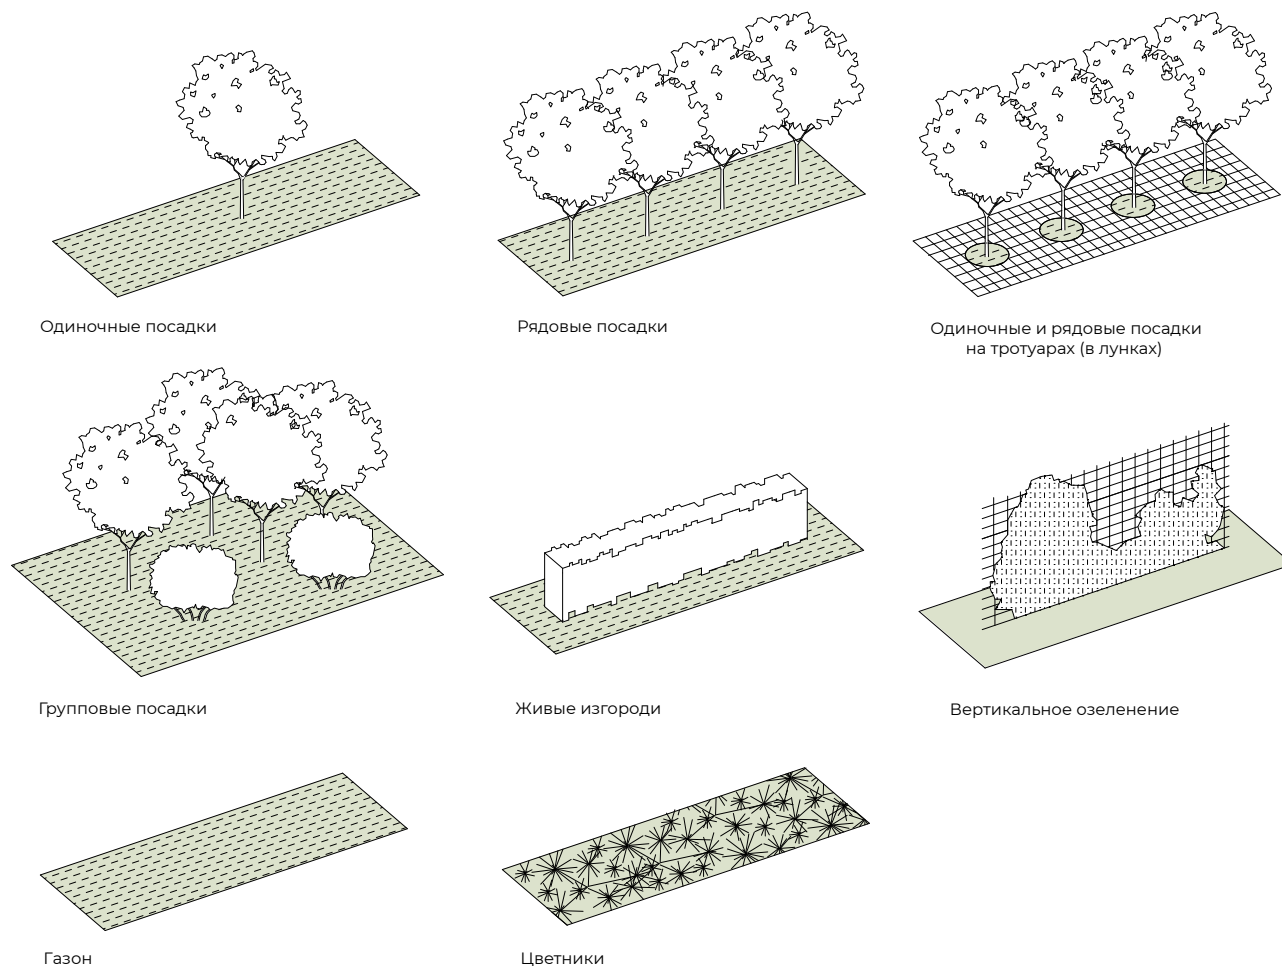 Одиночные посадки
Рядовые посадки
Одиночные и рядовые посадки
на тротуарах (в лунках)
Групповые посадки
Живые изгороди
Вертикальное озеленение
Газон
Цветники